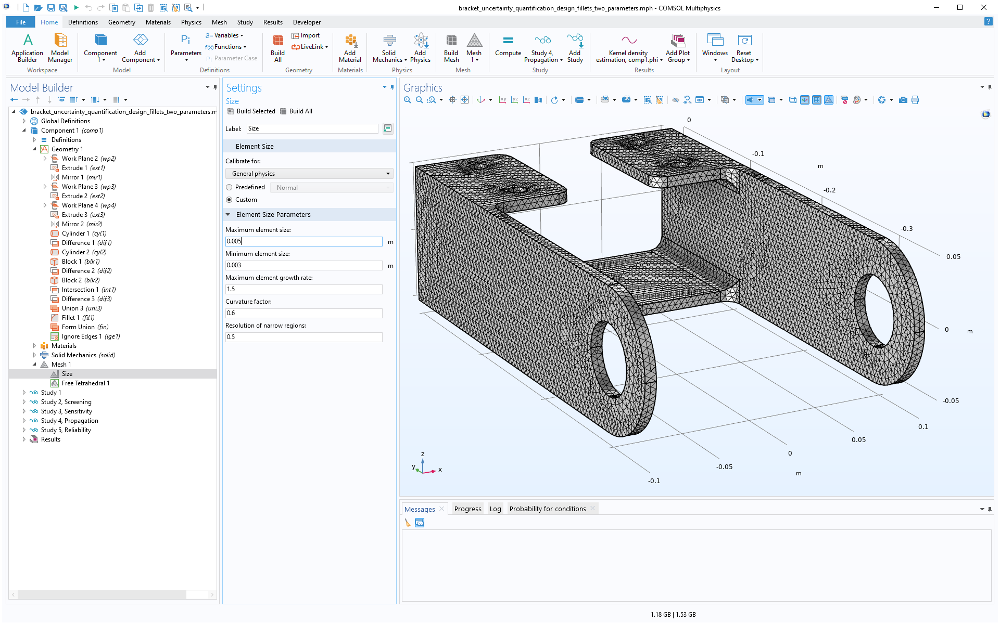 bracket_uncertainty_quantification_design_fillets_two_parameters.mph - COMSOL Multiphysics
File Home Definitions Geometry Materials Physics Mesh Study Results Developer
?
Application Builder
Model Manager
Workspace
Component 1
Add Component
Model
Pi
Parameters
a= Variables
f(x) Functions
Pi Parameter Case
Definitions
Build All
Import
LiveLink
Geometry
Add Material
Materials
Solid Mechanics
Add Physics
Physics
Build Mesh
Mesh 1
Mesh
Compute
Study 4, Propagation
Add Study
Study
Kernel density estimation, comp1.phi
Add Plot Group
Results
Windows
Reset Desktop
Layout
Model Builder
bracket_uncertainty_quantification_design_fillets_two_parameters.m
Global Definitions
Component 1 (comp1)
Definitions
Geometry 1
Work Plane 2 (wp2)
Extrude 1 (ext1)
Mirror 1 (mir1)
Work Plane 3 (wp3)
Extrude 2 (ext2)
Work Plane 4 (wp4)
Extrude 3 (ext3)
Mirror 2 (mir2)
Cylinder 1 (cyl1)
Difference 1 (dif1)
Cylinder 2 (cyl2)
Block 1 (blk1)
Difference 2 (dif2)
Block 2 (blk2)
Intersection 1 (int1)
Difference 3 (dif3)
Union 3 (uni3)
Fillet 1 (fil1)
Form Union (fin)
Ignore Edges 1 (ige1)
Materials
Solid Mechanics (solid)
Mesh 1
Size
Free Tetrahedral 1
Study 1
Study 2, Screening
Study 3, Sensitivity
Study 4, Propagation
Study 5, Reliability
Results
Settings
Size
Build Selected Build All
Label: Size
Element Size
Calibrate for:
General physics
Predefined Normal
Custom
Element Size Parameters
Maximum element size:
0.005 m
Minimum element size:
0.003 m
Maximum element growth rate:
1.5
Curvature factor:
0.6
Resolution of narrow regions:
0.5
Graphics
xy yz xz
0
-0.1
m
-0.2
-0.3
0.05
0
m
-0.05
0.1
0.05
0
-0.05
m
-0.1
z
y
x
Messages Progress Log Probability for conditions
1.18 GB | 1.53 GB